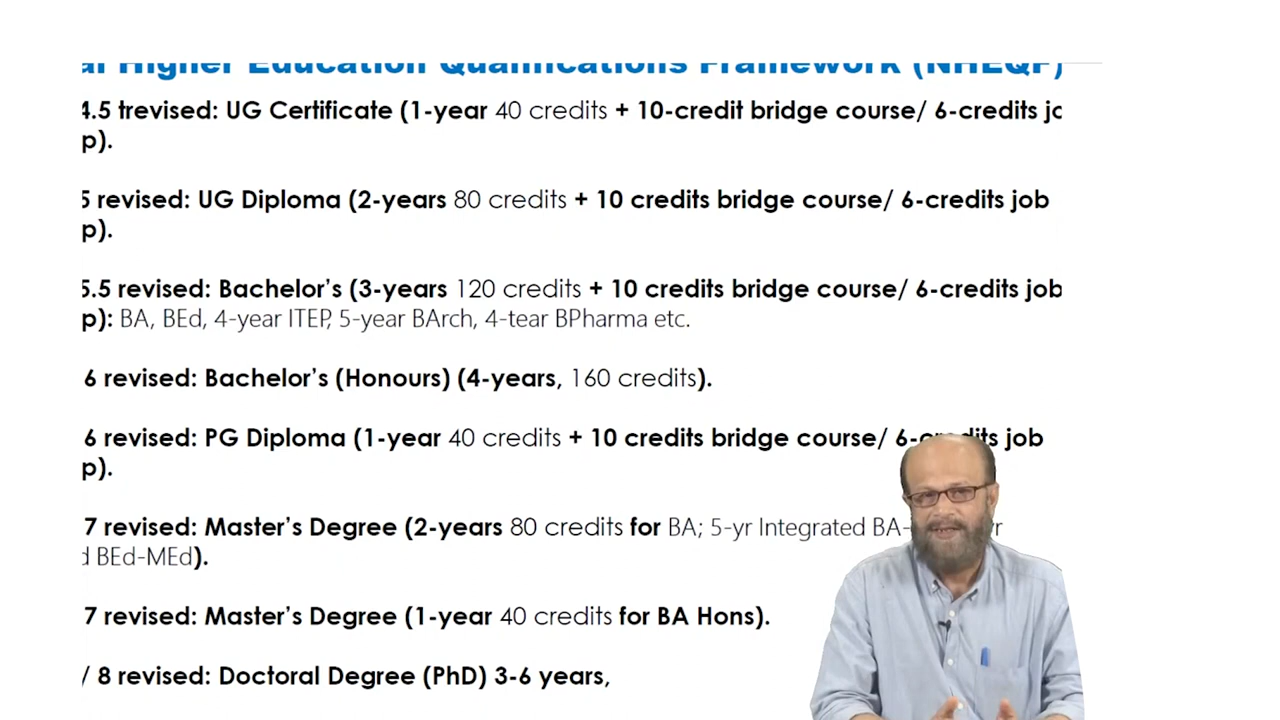 al Higher Education Qualifications Framework (NHEQF)
4.5 trevised: UG Certificate (1-year 40 credits + 10-credit bridge course/ 6-credits jo
p).
5 revised: UG Diploma (2-years 80 credits + 10 credits bridge course/ 6-credits job
p).
5.5 revised: Bachelor’s (3-years 120 credits + 10 credits bridge course/ 6-credits job
p): BA, BEd, 4-year ITEP, 5-year BArch, 4-tear BPharma etc.
6 revised: Bachelor’s (Honours) (4-years, 160 credits).
6 revised: PG Diploma (1-year 40 credits + 10 credits bridge course/ 6-credits job
p).
7 revised: Master’s Degree (2-years 80 credits for BA; 5-yr Integrated BA-
d BEd-MEd).
7 revised: Master’s Degree (1-year 40 credits for BA Hons).
/ 8 revised: Doctoral Degree (PhD) 3-6 years,